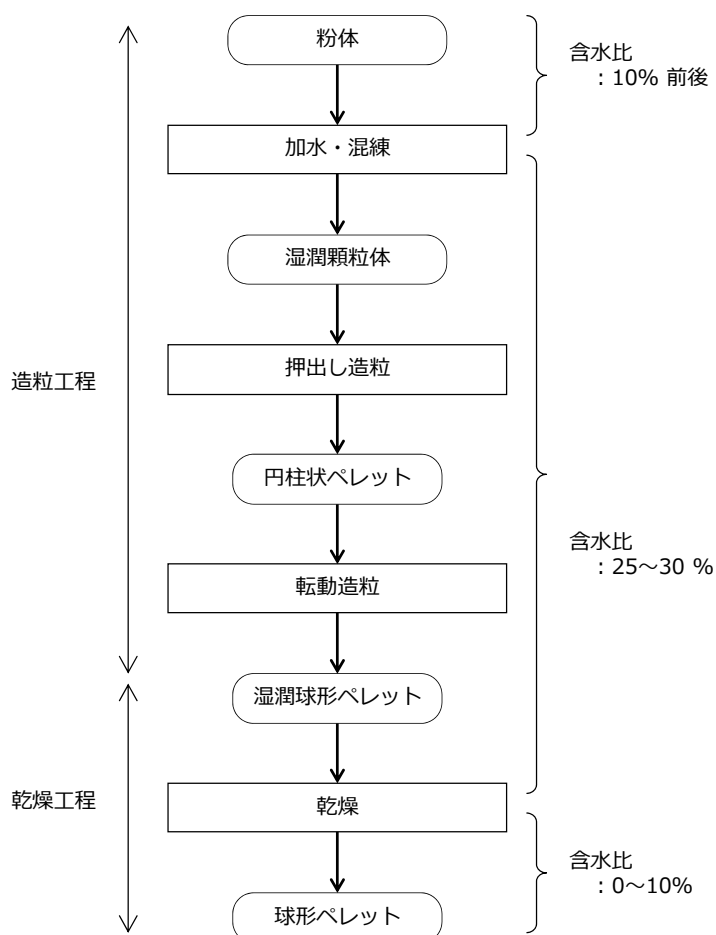 粉体
含水比
：10% 前後
加水・混練
湿潤顆粒体
押出し造粒
造粒工程
円柱状ペレット
含水比
：25～30 %
転動造粒
湿潤球形ペレット
乾燥工程
乾燥
含水比
：0～10%
球形ペレット